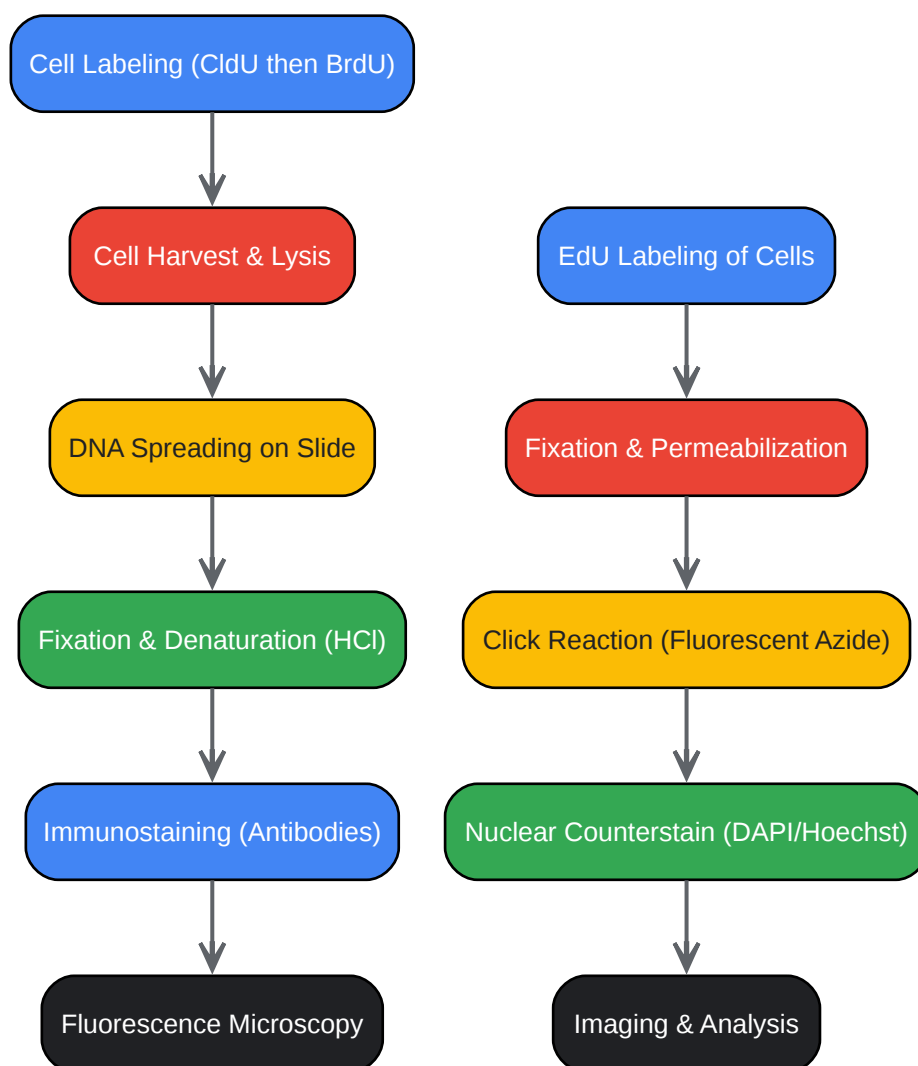 Cell Labeling (CldU then BrdU)
Cell Harvest & Lysis
DNA Spreading on Slide
Fixation & Denaturation (HCl)
Immunostaining (Antibodies)
Fluorescence Microscopy
EdU Labeling of Cells
Fixation & Permeabilization
Click Reaction (Fluorescent Azide)
Nuclear Counterstain (DAPI/Hoechst)
Imaging & Analysis